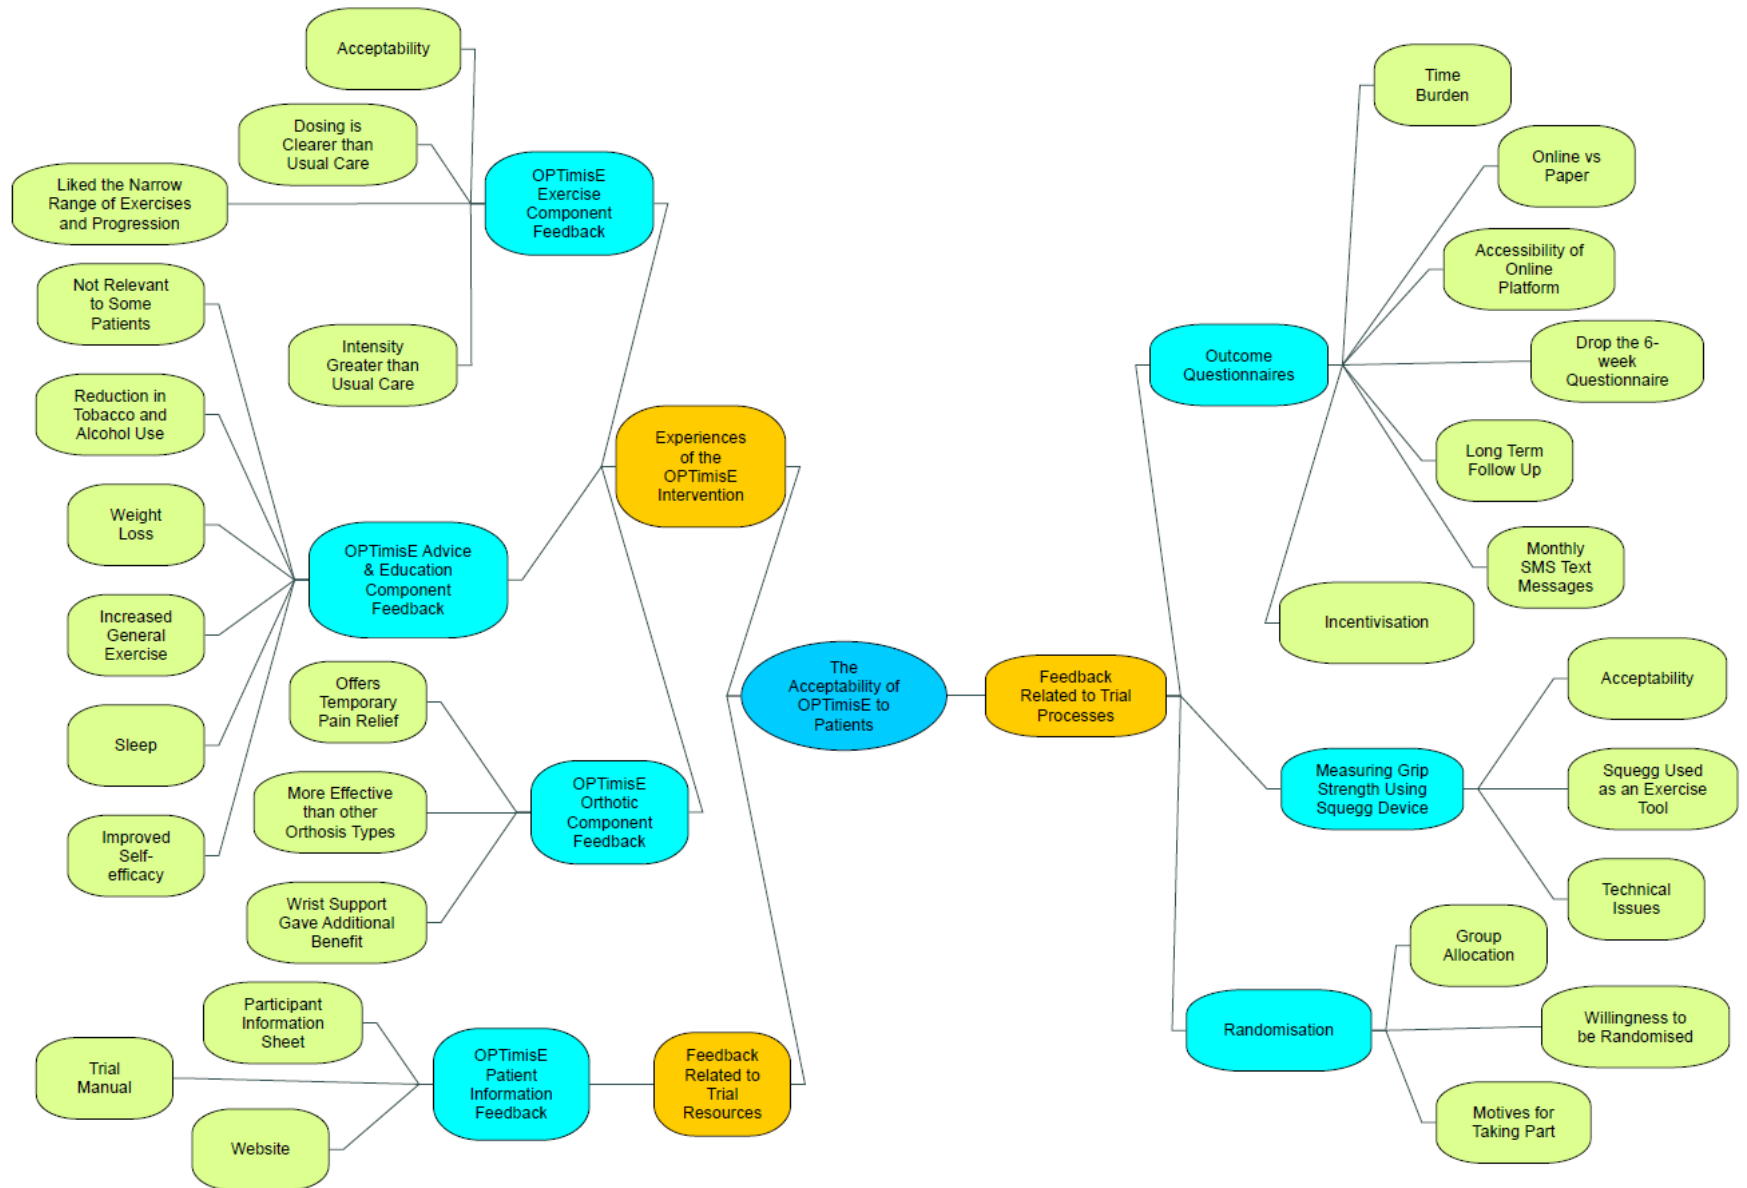 Acceptability
Dosing is
Clearer than
Usual Care
Liked the Narrow
Range of Exercises
and Progression
Intensity
Greater than
Usual Care
OPTimisE
Exercise
Component
Feedback
Not Relevant
to Some
Patients
Reduction in
Tobacco and
Alcohol Use
Weight
Loss
Increased
General
Exercise
Sleep
Improved
Self-
efficacy
OPTimisE Advice
& Education
Component
Feedback
Offers
Temporary
Pain Relief
More Effective
than other
Orthosis Types
Wrist Support
Gave Additional
Benefit
OPTimisE
Orthotic
Component
Feedback
Experiences
of the
OPTimisE
Intervention
Participant
Information
Sheet
Trial
Manual
Website
OPTimisE
Patient
Information
Feedback
Feedback
Related to
Trial
Resources
The
Acceptability of
OPTimisE to
Patients
Feedback
Related to Trial
Processes
Outcome
Questionnaires
Time
Burden
Online vs
Paper
Accessibility of
Online
Platform
Drop the 6-
week
Questionnaire
Long Term
Follow Up
Monthly
SMS Text
Messages
Incentivisation
Measuring Grip
Strength Using
Squegg Device
Acceptability
Squegg Used
as an Exercise
Tool
Technical
Issues
Randomisation
Group
Allocation
Willingness to
be Randomised
Motives for
Taking Part